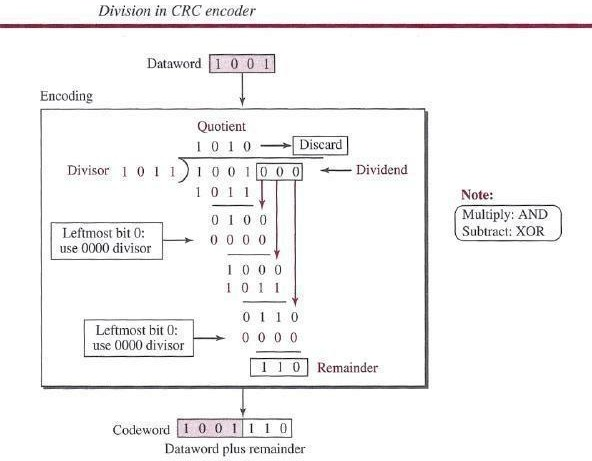 Division in CRC encoder
Dataword 1 0 0 1
Encoding
Quotient
1 0 1 0 Discard
Divisor 1 0 1 1 ) 1 0 0 1 0 0 0 Dividend
1 0 1 1
Leftmost bit 0:
use 0000 divisor
0 1 0 0
0 0 0 0
1 0 0 0
1 0 1 1
Leftmost bit 0:
use 0000 divisor
0 1 1 0
0 0 0 0
1 1 0 Remainder
Note:
Multiply: AND
Subtract: XOR
Codeword 1 0 0 1 1 1 0
Dataword plus remainder